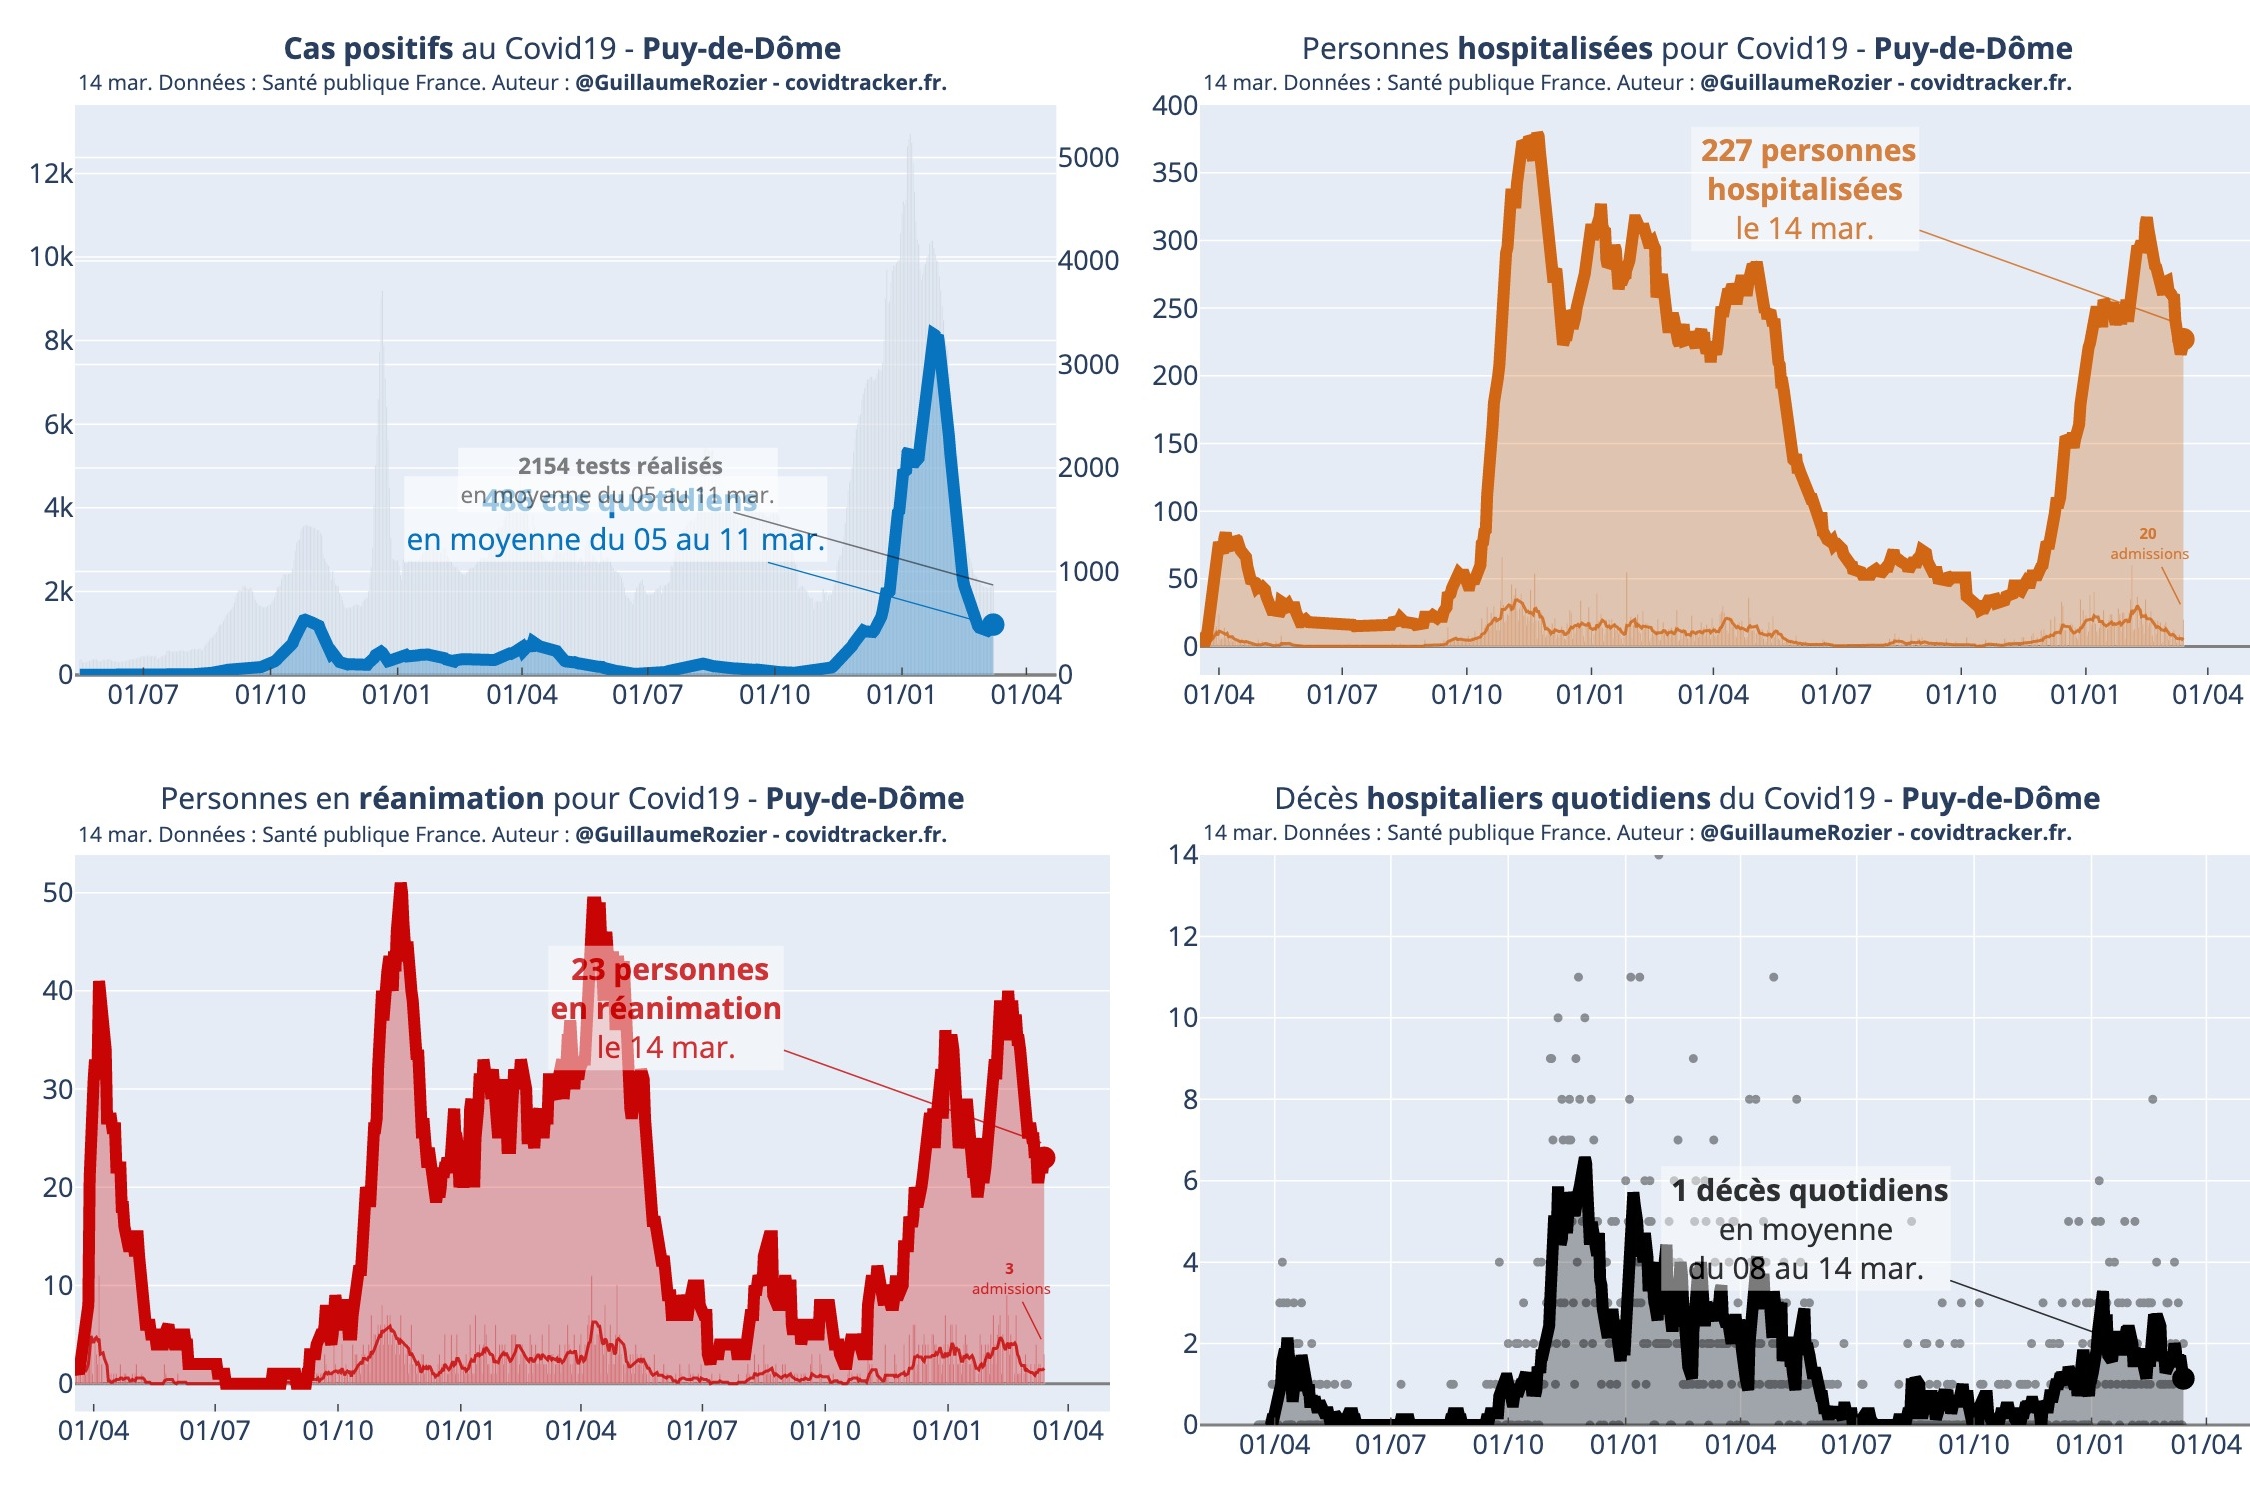 Cas positifs au Covid19 - Puy-de-Dôme
14 mar. Données : Santé publique France. Auteur : @GuillaumeRozier - covidtracker.fr.
12k
10k
8k
6k
4k
2k
0
5000
4000
3000
2000
1000
0
2154 tests réalisés
en moyenne du 05 au 11 mar.
486 cas quotidiens
en moyenne du 05 au 11 mar.
01/07
01/10
01/01
01/04
01/07
01/10
01/01
01/04
Personnes hospitalisées pour Covid19 - Puy-de-Dôme
14 mar. Données : Santé publique France. Auteur : @GuillaumeRozier - covidtracker.fr.
400
350
300
250
200
150
100
50
0
227 personnes
hospitalisées
le 14 mar.
20
admissions
01/04
01/07
01/10
01/01
01/04
01/07
01/10
01/01
01/04
Personnes en réanimation pour Covid19 - Puy-de-Dôme
14 mar. Données : Santé publique France. Auteur : @GuillaumeRozier - covidtracker.fr.
50
40
30
20
10
0
23 personnes
en réanimation
le 14 mar.
3
admissions
01/04
01/07
01/10
01/01
01/04
01/07
01/10
01/01
01/04
Décès hospitaliers quotidiens du Covid19 - Puy-de-Dôme
14 mar. Données : Santé publique France. Auteur : @GuillaumeRozier - covidtracker.fr.
14
12
10
8
6
4
2
0
1 décès quotidiens
en moyenne
du 08 au 14 mar.
01/04
01/07
01/10
01/01
01/04
01/07
01/10
01/01
01/04